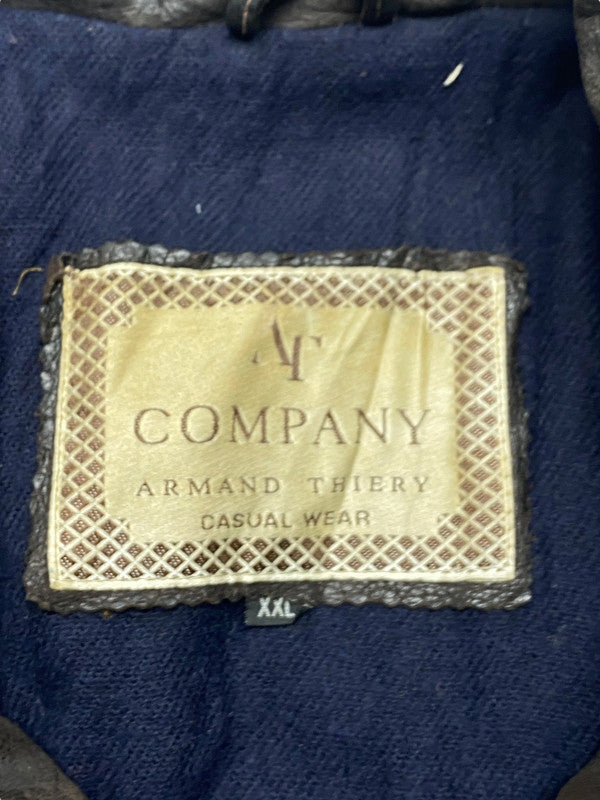 AT
COMPANY
ARMAND THIERY
CASUAL WEAR
XXL